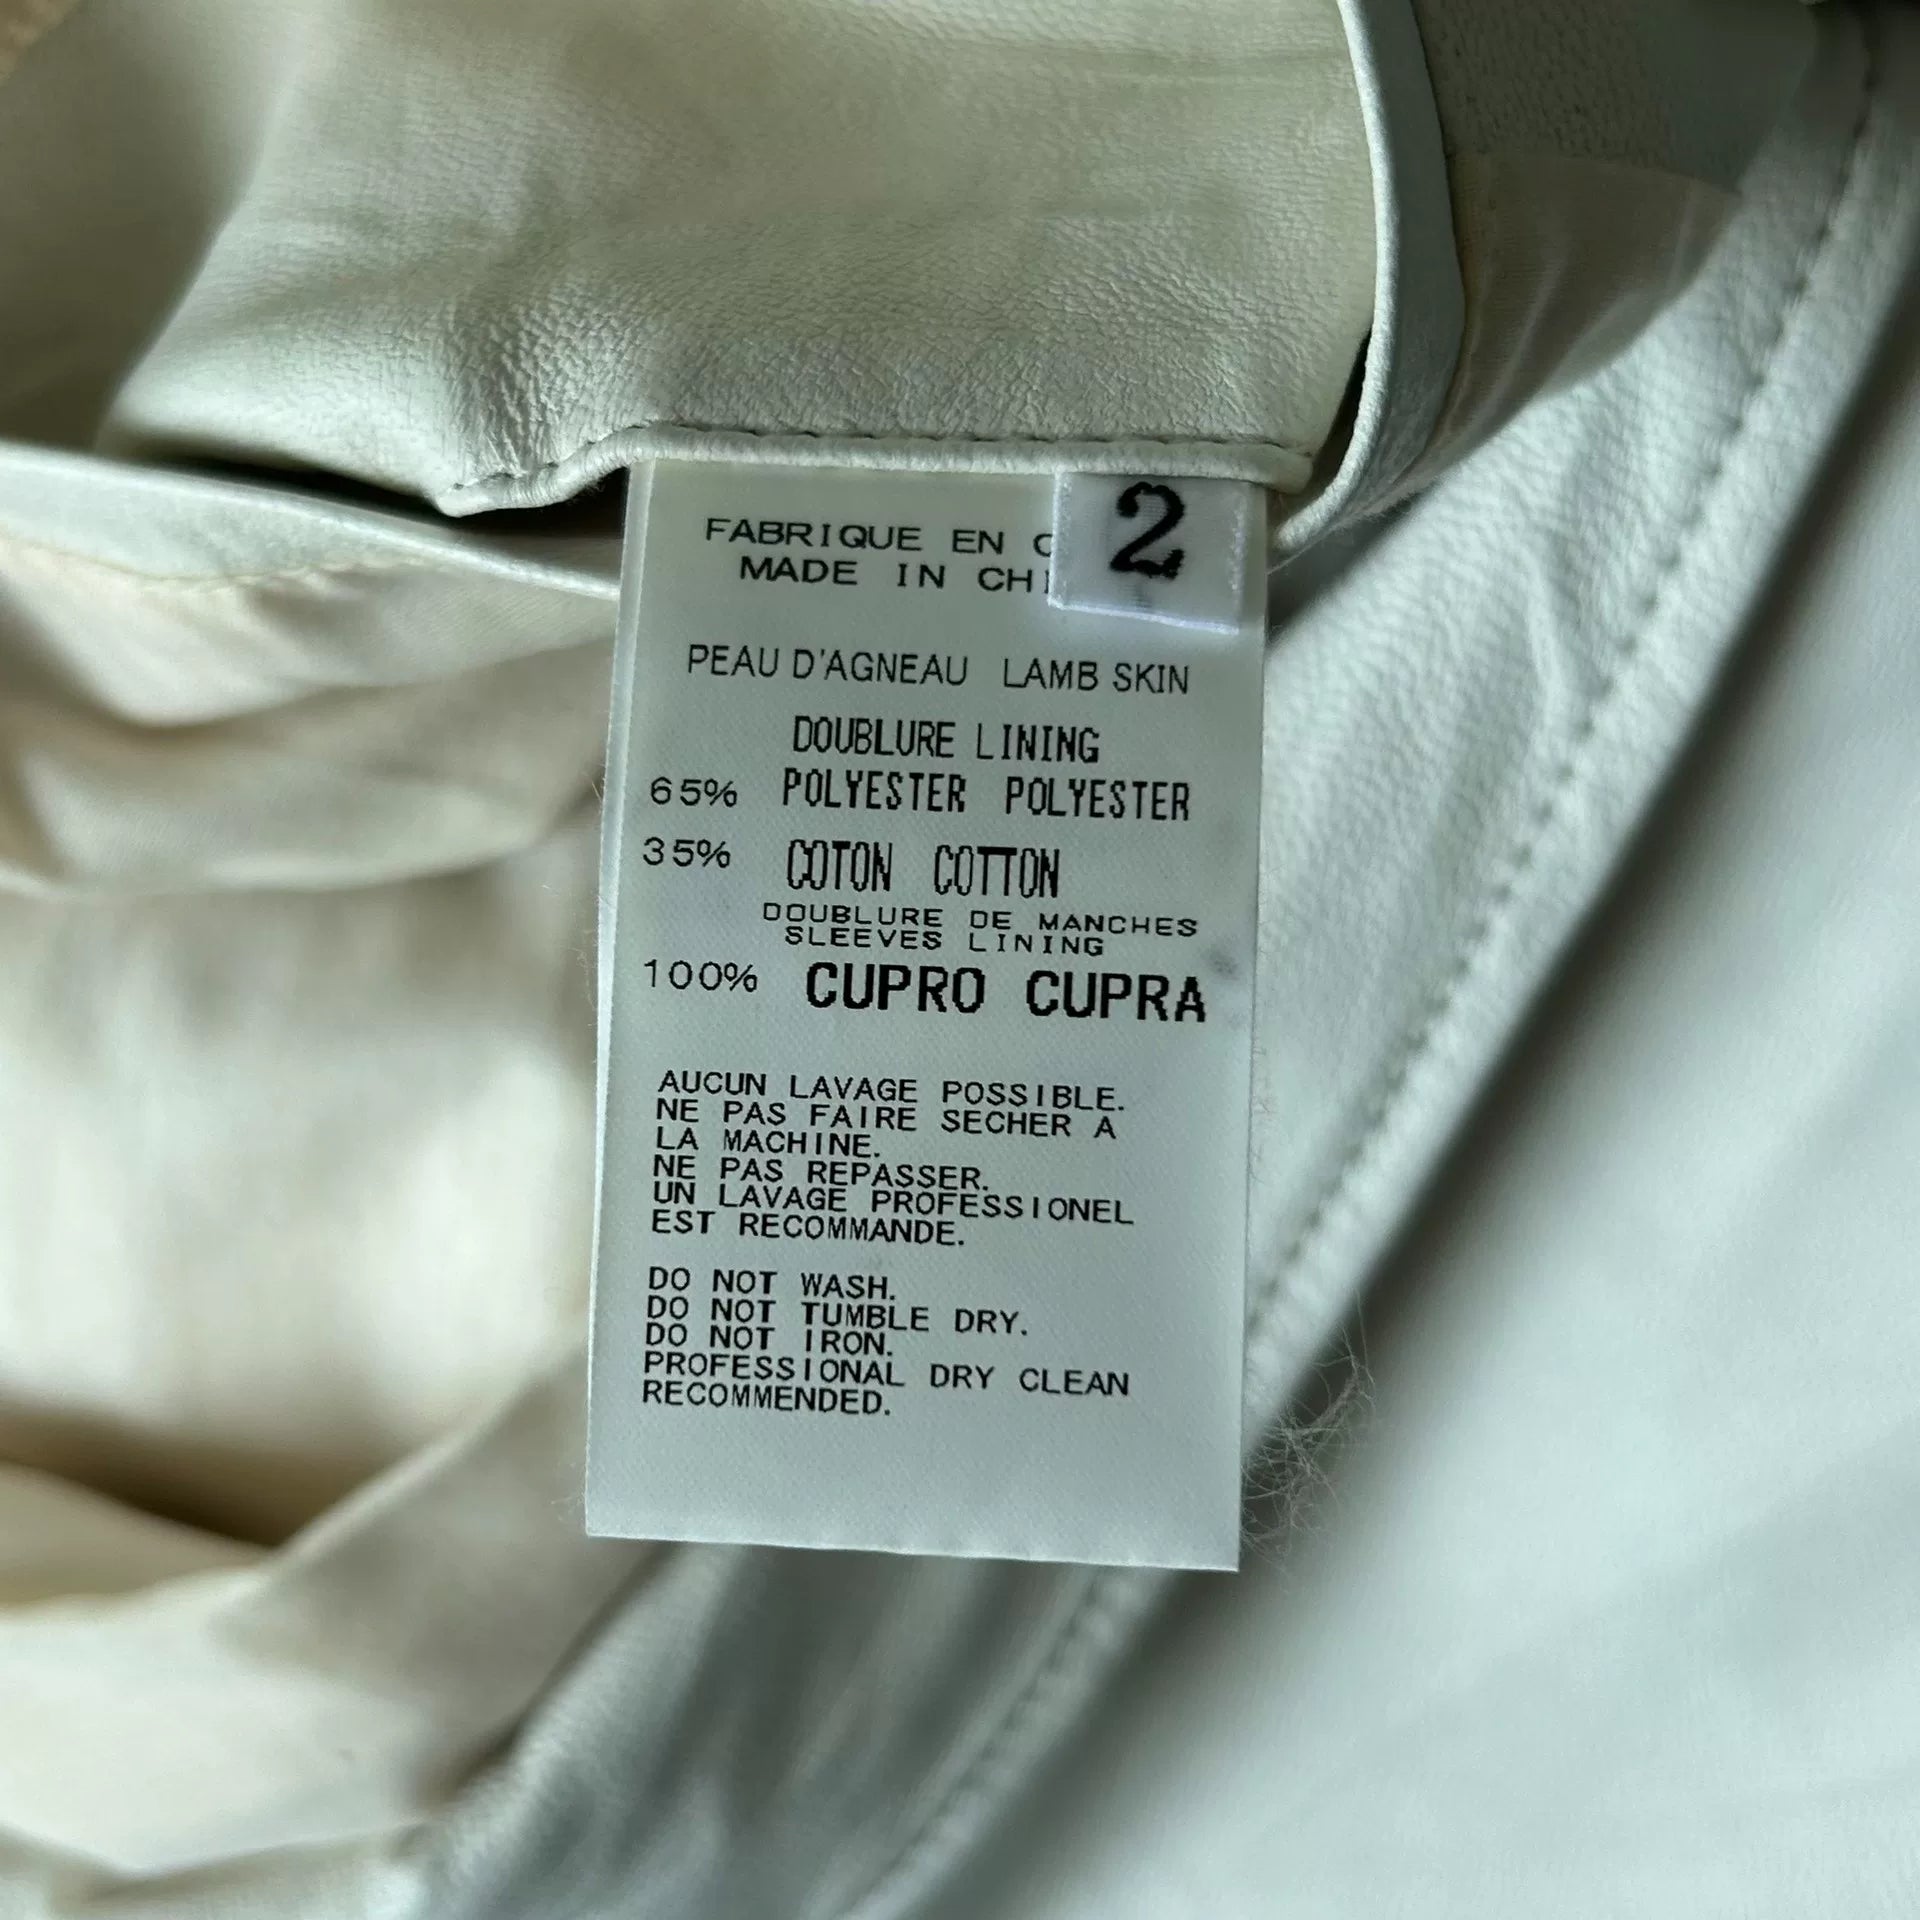 2
FABRIQUE EN C
MADE IN CHI
PEAU D'AGNEAU LAMB SKIN
DOUBLURE LINING
65% POLYESTER POLYESTER
35% COTON COTTON
DOUBLURE DE MANCHES
SLEEVES LINING
100% CUPRO CUPRA
AUCUN LAVAGE POSSIBLE.
NE PAS FAIRE SECHER A
LA MACHINE.
NE PAS REPASSER.
UN LAVAGE PROFESSIONEL
EST RECOMMANDE.
DO NOT WASH.
DO NOT TUMBLE DRY.
DO NOT IRON.
PROFESSIONAL DRY CLEAN
RECOMMENDED.